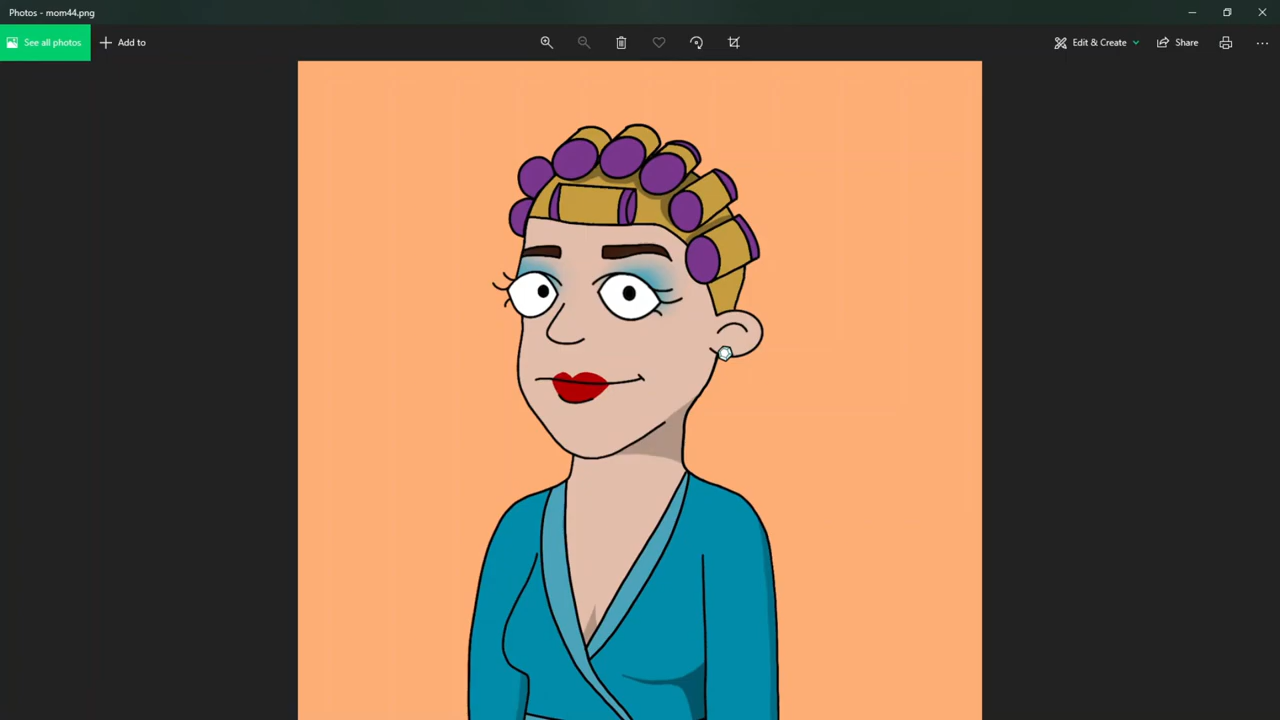 Photos - mom44.png
See all photos
Add to
Edit & Create
Share